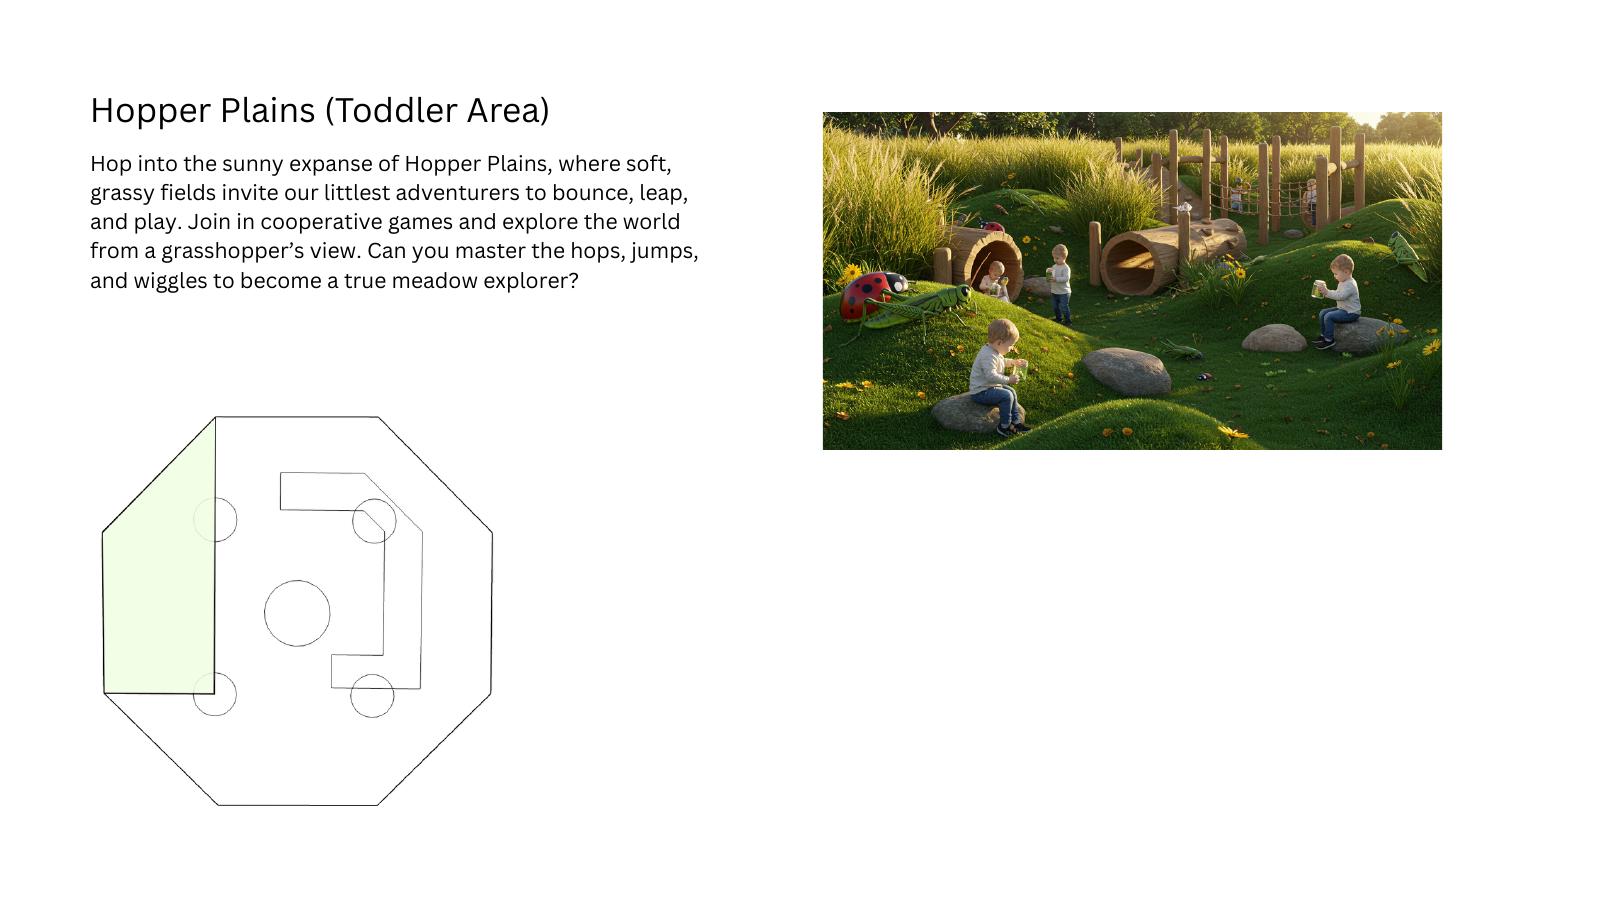 Hopper Plains (Toddler Area)
Hop into the sunny expanse of Hopper Plains, where soft,
grassy fields invite our littlest adventurers to bounce, leap,
and play. Join in cooperative games and explore the world
from a grasshopper’s view. Can you master the hops, jumps,
and wiggles to become a true meadow explorer?